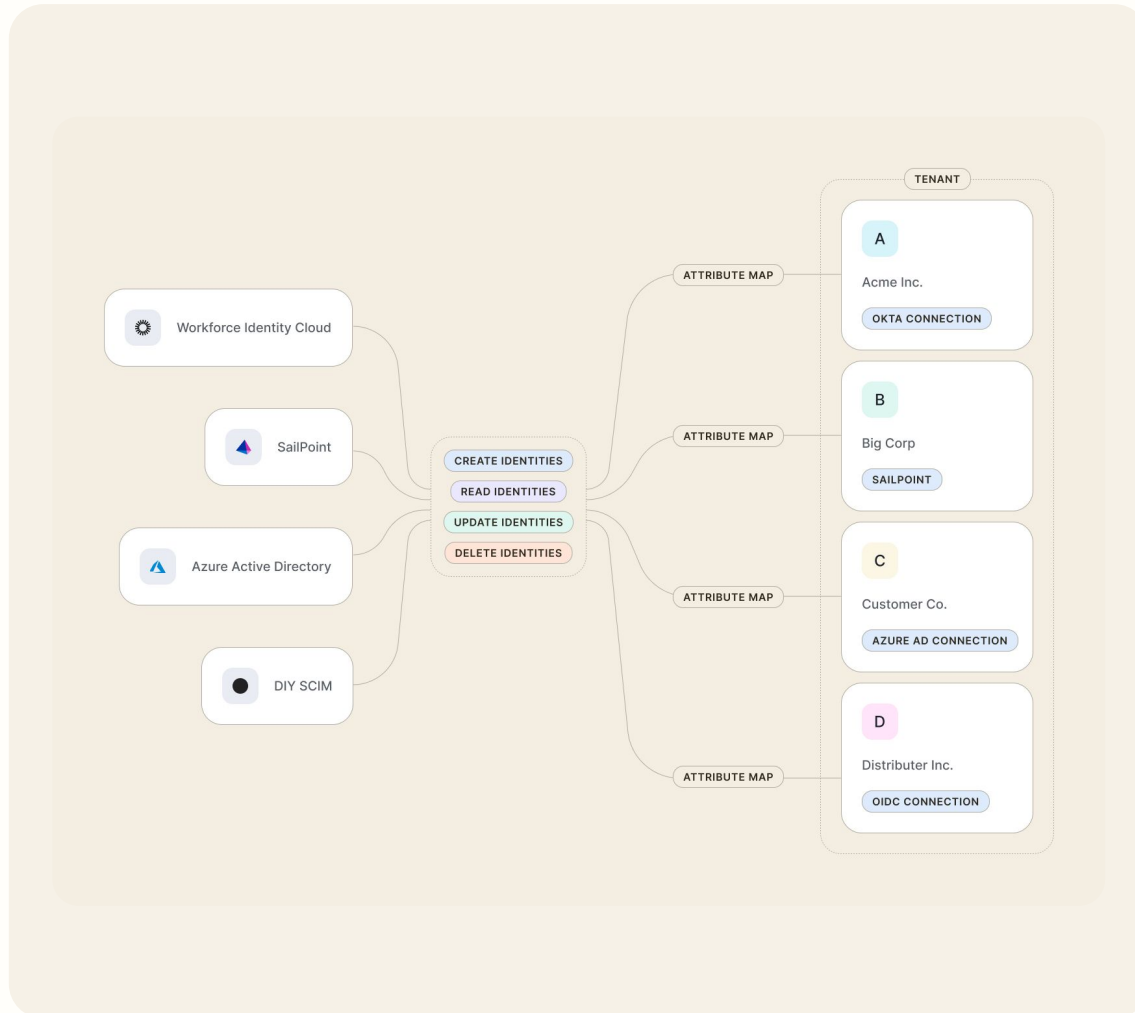 Workforce Identity Cloud
SailPoint
Azure Active Directory
DIY SCIM
CREATE IDENTITIES
READ IDENTITIES
UPDATE IDENTITIES
DELETE IDENTITIES
ATTRIBUTE MAP
ATTRIBUTE MAP
ATTRIBUTE MAP
ATTRIBUTE MAP
TENANT
A
Acme Inc.
OKTA CONNECTION
B
Big Corp
SAILPOINT
C
Customer Co.
AZURE AD CONNECTION
D
Distributer Inc.
OIDC CONNECTION